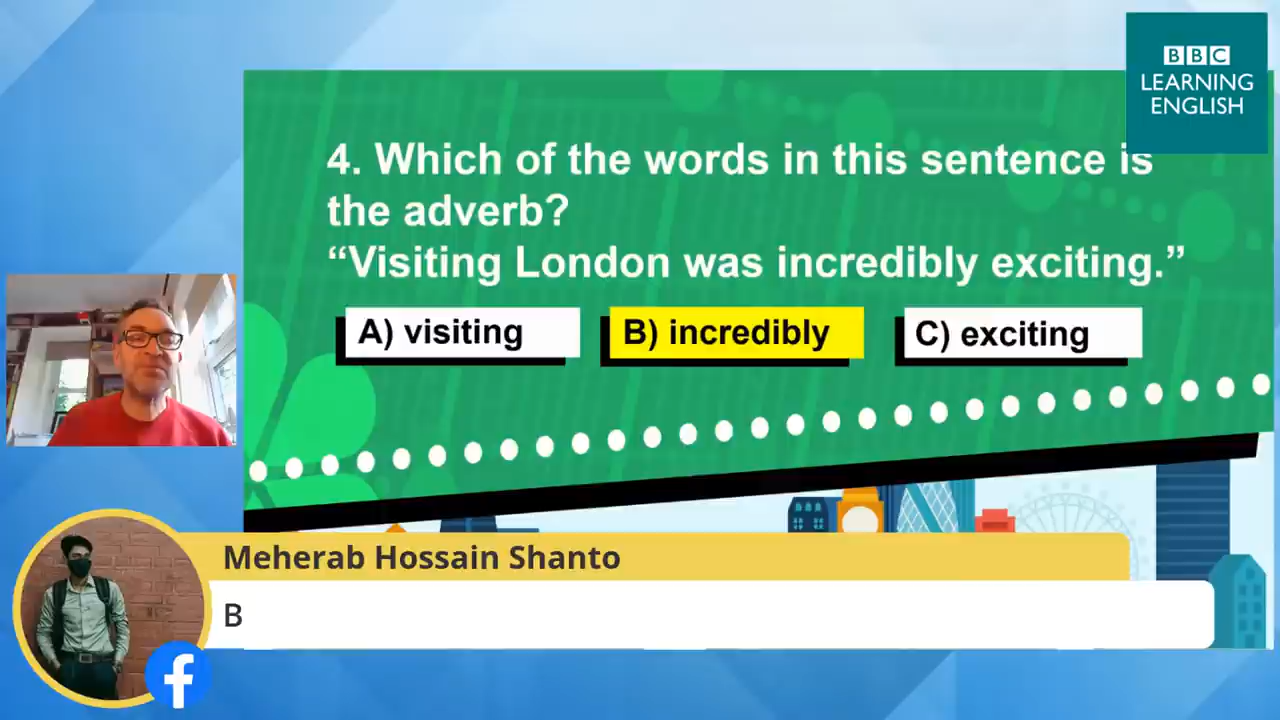 BBC
LEARNING
ENGLISH
4. Which of the words in this sentence is
the adverb?
“Visiting London was incredibly exciting.”
A) visiting
B) incredibly
C) exciting
Meherab Hossain Shanto
B